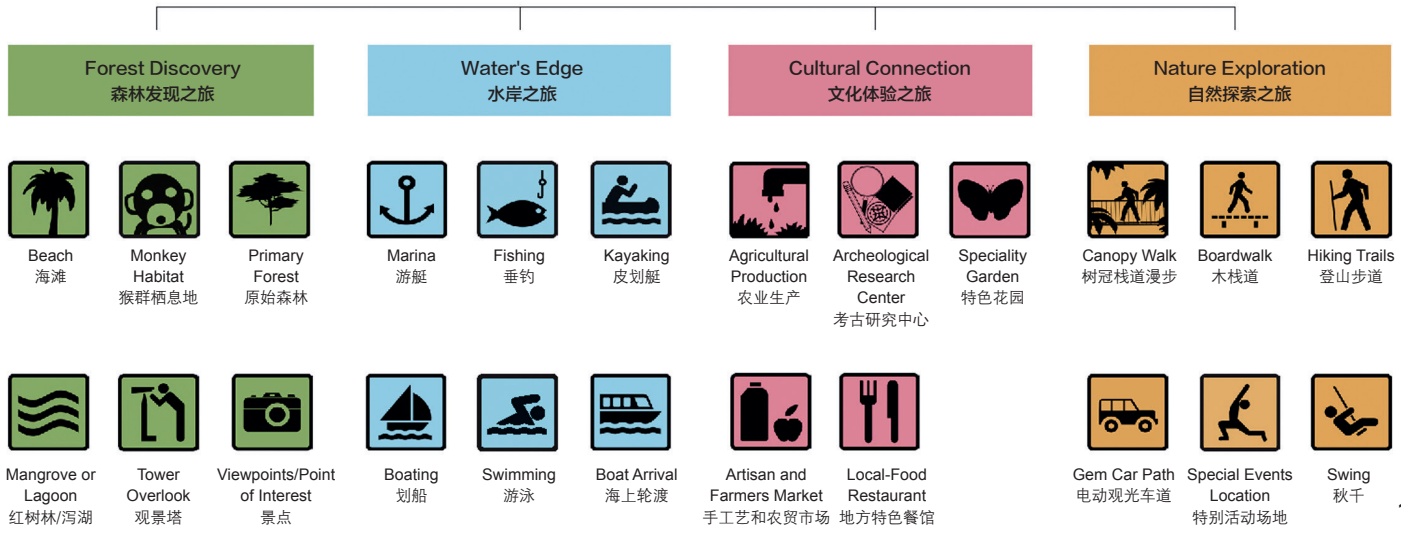 Forest Discovery
森林发现之旅
Water's Edge
水岸之旅
Cultural Connection
文化体验之旅
Nature Exploration
自然探索之旅
Beach
海滩
Monkey
Habitat
猴群栖息地
Primary
Forest
原始森林
Marina
游艇
Fishing
垂钓
Kayaking
皮划艇
Agricultural
Production
农业生产
Archeological
Research
Center
考古研究中心
Speciality
Garden
特色花园
Canopy Walk
树冠栈道漫步
Boardwalk
木栈道
Hiking Trails
登山步道
Mangrove or
Lagoon
红树林/泻湖
Tower
Overlook
观景塔
Viewpoints/Point
of Interest
景点
Boating
划船
Swimming
游泳
Boat Arrival
海上轮渡
Artisan and
Farmers Market
手工艺和农贸市场
Local-Food
Restaurant
地方特色餐馆
Gem Car Path
电动观光车道
Special Events
Location
特别活动场地
Swing
秋千